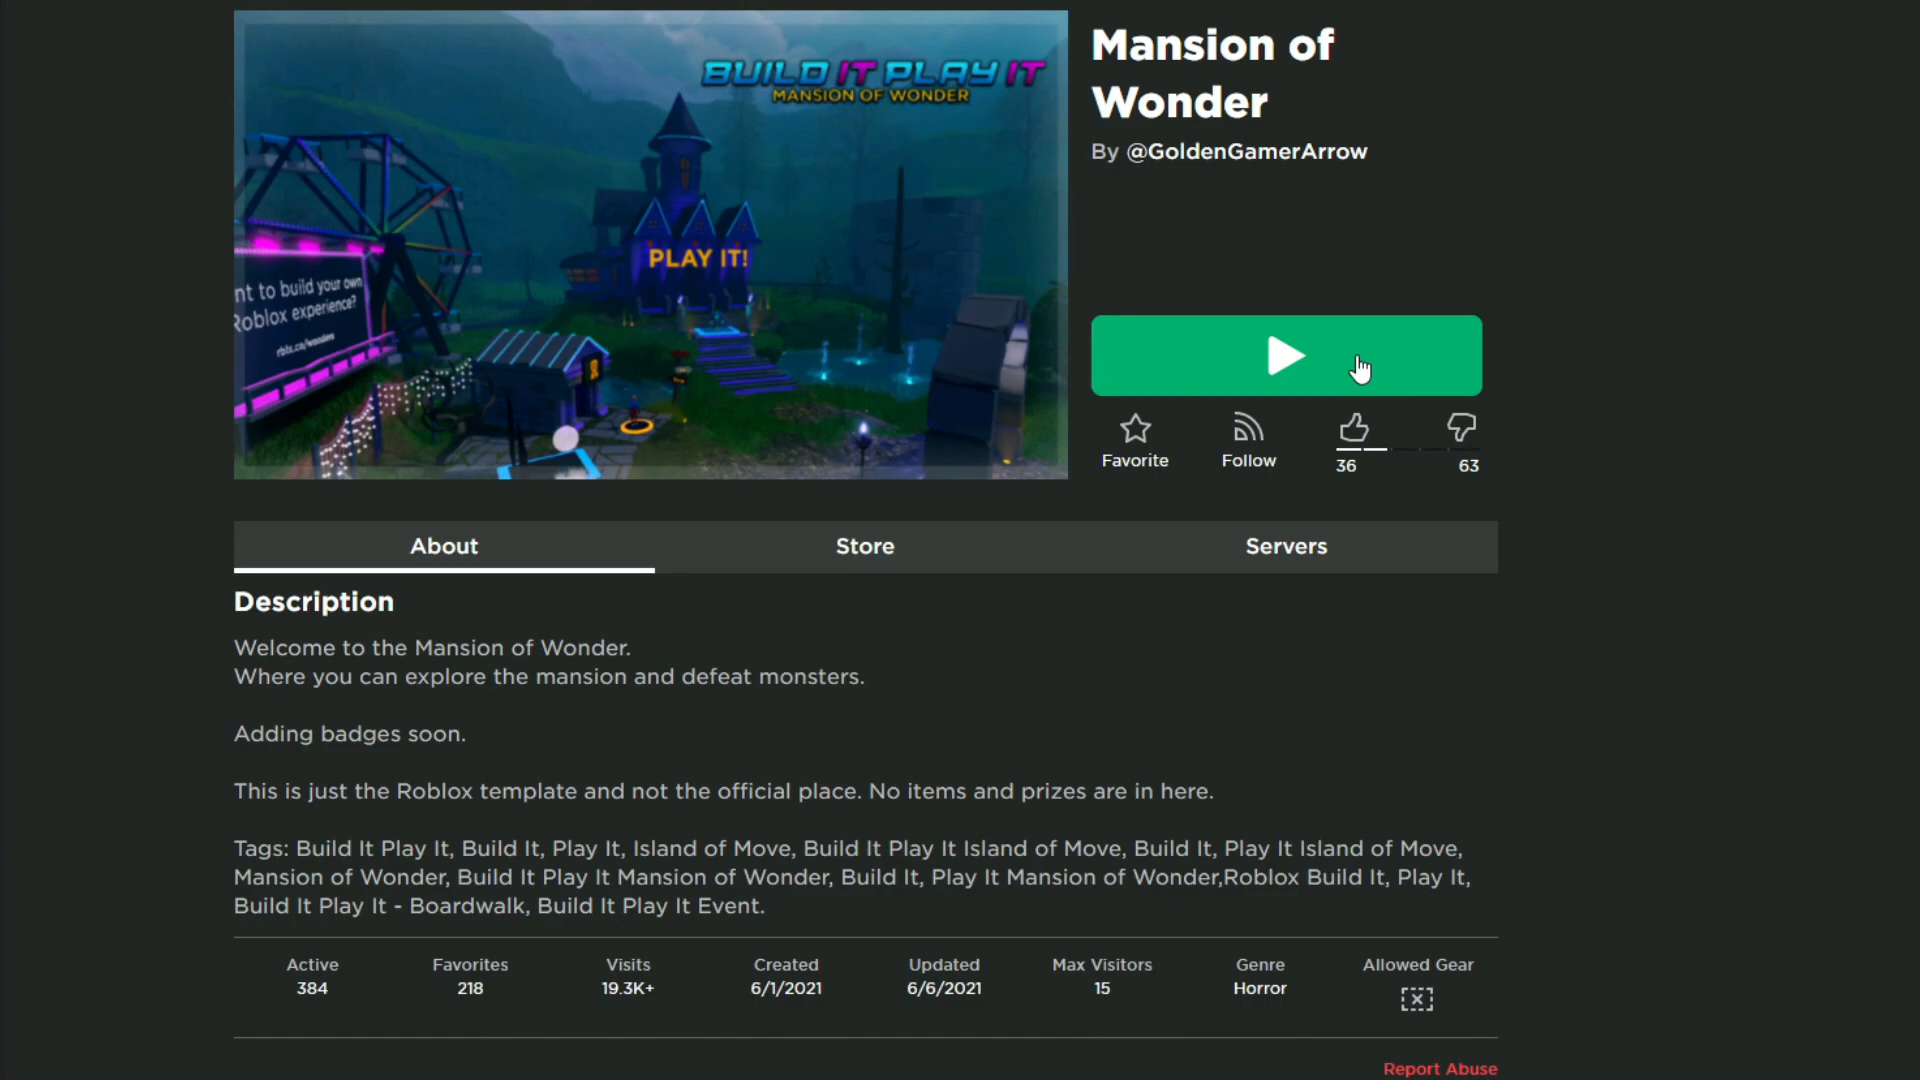 BUILD IT PLAY IT
MANSION OF WONDER
PLAY IT!
nt to build your own
Roblox experience?
rblx.co/wonders
Mansion of
Wonder
By @GoldenGamerArrow
Favorite
Follow
36
63
About
Store
Servers
Description
Welcome to the Mansion of Wonder.
Where you can explore the mansion and defeat monsters.
Adding badges soon.
This is just the Roblox template and not the official place. No items and prizes are in here.
Tags: Build It Play It, Build It, Play It, Island of Move, Build It Play It Island of Move, Build It, Play It Island of Move,
Mansion of Wonder, Build It Play It Mansion of Wonder, Build It, Play It Mansion of Wonder,Roblox Build It, Play It,
Build It Play It - Boardwalk, Build It Play It Event.
Active
384
Favorites
218
Visits
19.3K+
Created
6/1/2021
Updated
6/6/2021
Max Visitors
15
Genre
Horror
Allowed Gear
Report Abuse